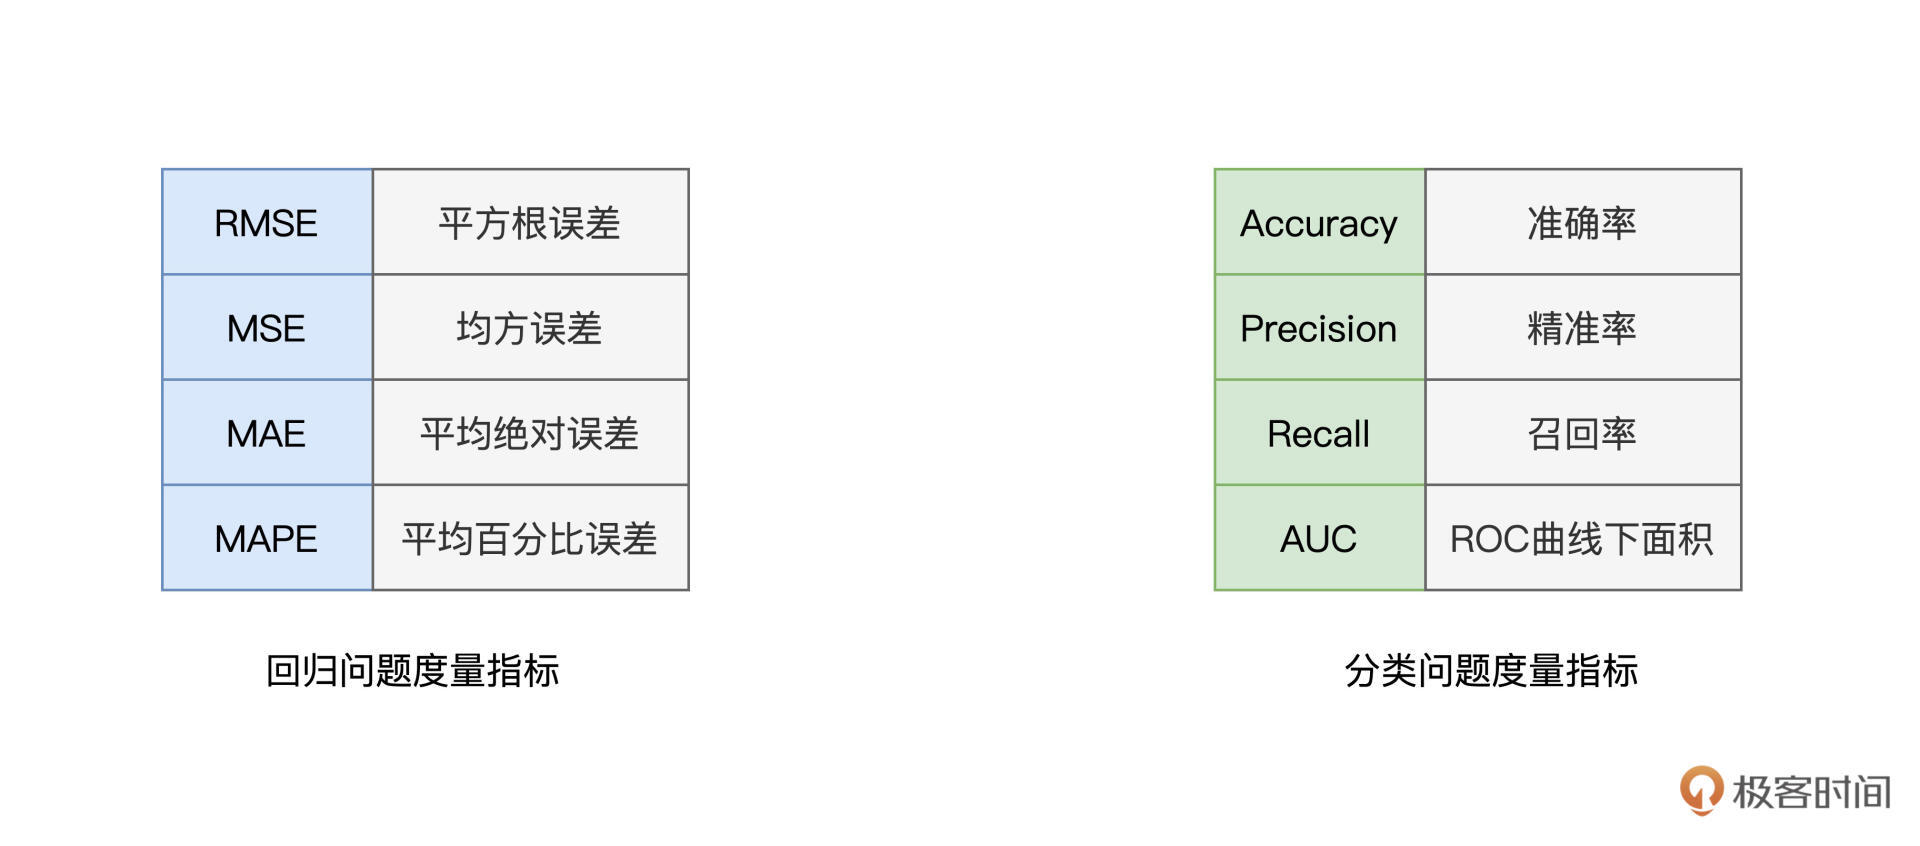 RMSE 平方根误差
MSE 均方误差
MAE 平均绝对误差
MAPE 平均百分比误差
回归问题度量指标
Accuracy 准确率
Precision 精准率
Recall 召回率
AUC ROC曲线下面积
分类问题度量指标
极客时间